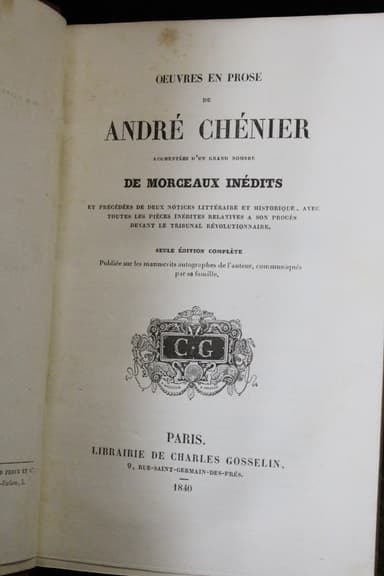 OEUVRES EN PROSE
DE
ANDRÉ CHÉNIER
AUGMENTÉES D'UN GRAND NOMBRE
DE MORCEAUX INÉDITS
ET PRÉCÉDÉES DE DEUX NOTICES LITTÉRAIRE ET HISTORIQUE, AVEC
TOUTES LES PIÈCES INÉDITES RELATIVES A SON PROCÈS
DEVANT LE TRIBUNAL RÉVOLUTIONNAIRE.
SEULE ÉDITION COMPLÈTE
Publiée sur les manuscrits autographes de l'auteur, communiqués
par sa famille.
C·G
PARIS.
LIBRAIRIE DE CHARLES GOSSELIN,
9, RUE-SAINT-GERMAIN-DES-PRÉS.
1840